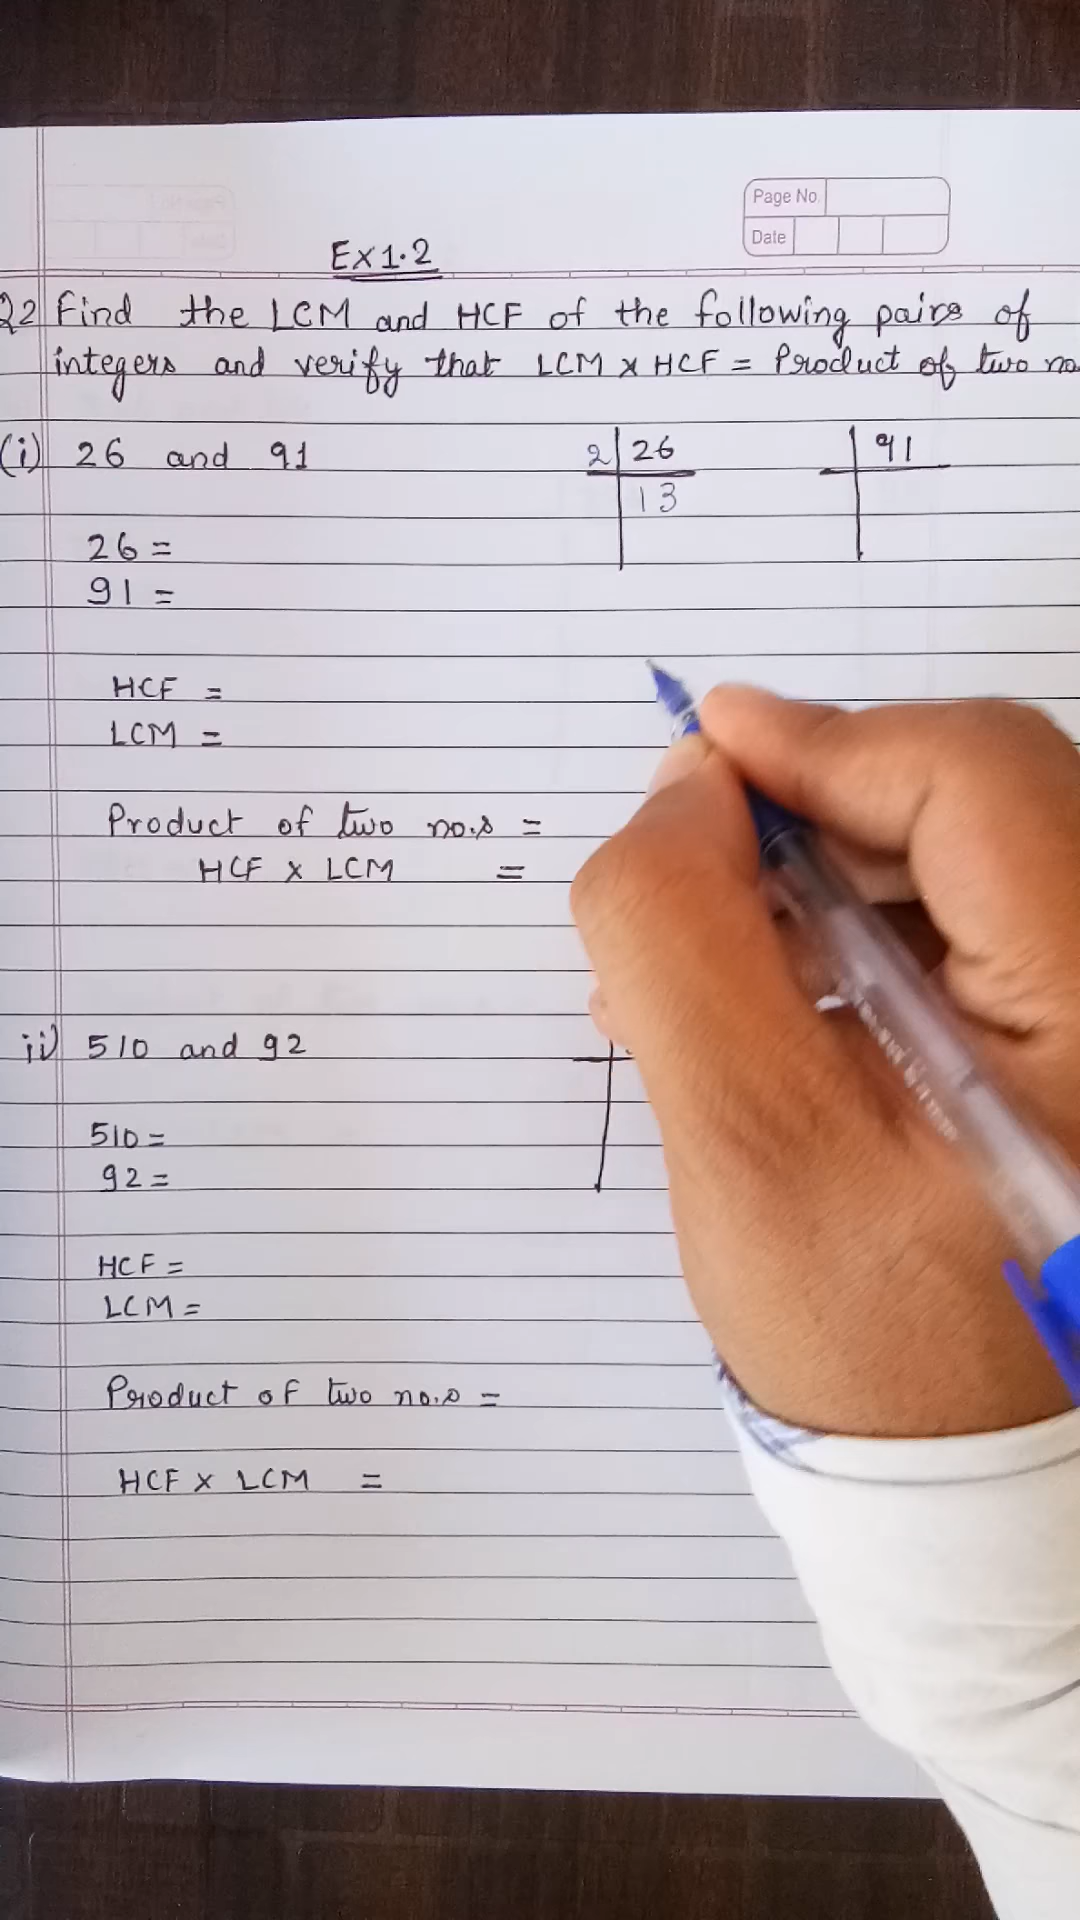 Page No.
Date
Ex 1.2
Q2 Find the LCM and HCF of the following pairs of
integers and verify that LCM x HCF = Product of two no
(i) 26 and 91
2 26
91
13
26 =
91 =
HCF =
LCM =
Product of two no.s =
HCF x LCM =
ii) 510 and 92
510 =
92 =
HCF =
LCM =
Product of two no.s =
HCF x LCM =